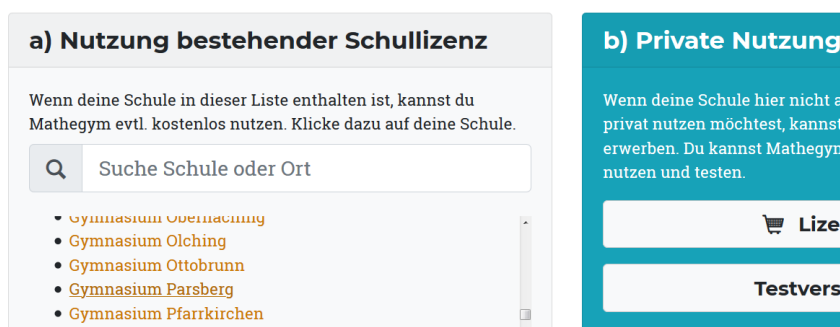 a) Nutzung bestehender Schullizenz
Wenn deine Schule in dieser Liste enthalten ist, kannst du
Mathegym evtl. kostenlos nutzen. Klicke dazu auf deine Schule.
Suche Schule oder Ort
Gymnasium Oberhaching
Gymnasium Olching
Gymnasium Ottobrunn
Gymnasium Parsberg
Gymnasium Pfarrkirchen
b) Private Nutzung
Wenn deine Schule hier nicht a
privat nutzen möchtest, kannst
erwerben. Du kannst Mathegym
nutzen und testen.
Lize
Testvers